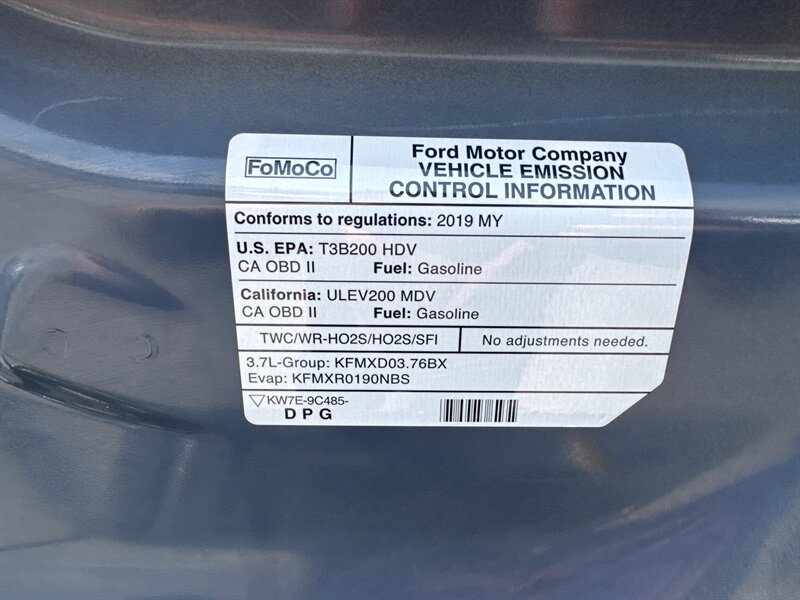 FoMoCo
Ford Motor Company
VEHICLE EMISSION
CONTROL INFORMATION
Conforms to regulations: 2019 MY
U.S. EPA: T3B200 HDV
CA OBD II Fuel: Gasoline
California: ULEV200 MDV
CA OBD II Fuel: Gasoline
TWC/WR-HO2S/HO2S/SFI
No adjustments needed.
3.7L-Group: KFMXD03.76BX
Evap: KFMXR0190NBS
▽KW7E-9C485-
D P G